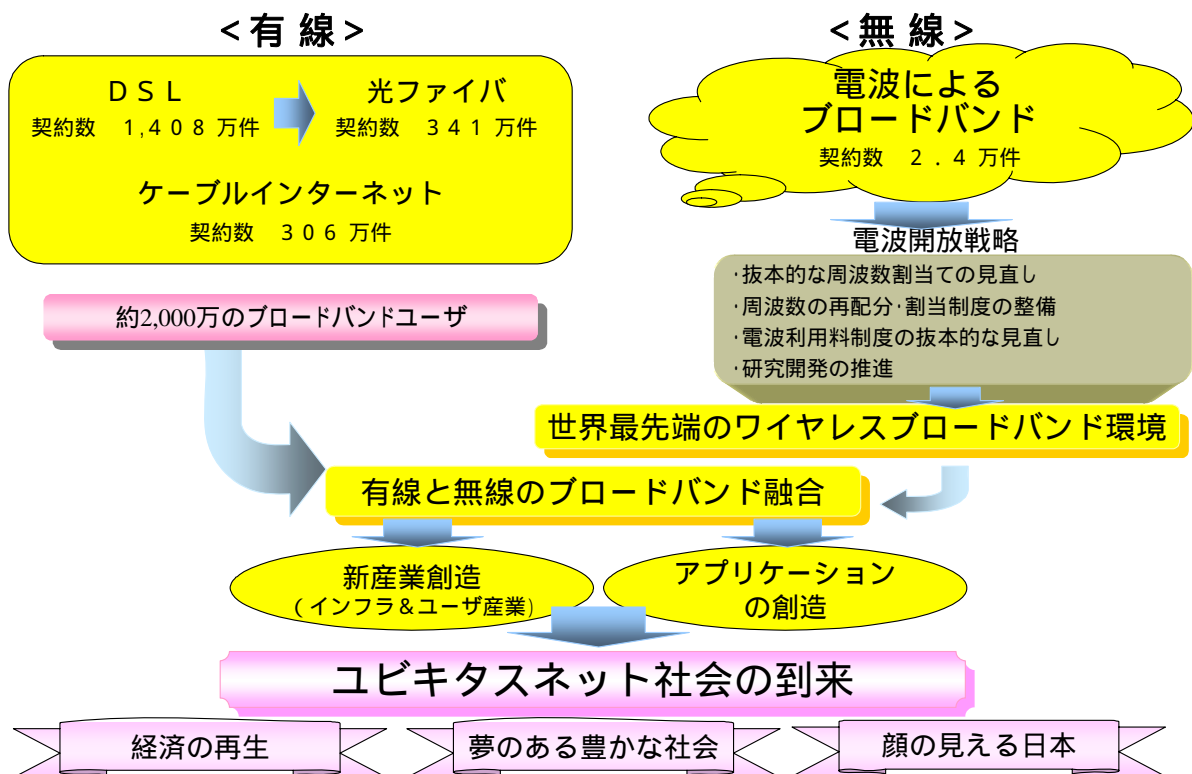 <有 線>
ＤＳＬ
契約数　1,４０８ 万件
光ファイバ
契約数　３４１ 万件
ケーブルインターネット
契約数　３０６ 万件
約2,000万のブロードバンドユーザ
<無 線>
電波による
ブロードバンド
契約数　２．４ 万件
電波開放戦略
･抜本的な周波数割当ての見直し
･周波数の再配分･割当制度の整備
･電波利用料制度の抜本的な見直し
･研究開発の推進
世界最先端のワイヤレスブロードバンド環境
有線と無線のブロードバンド融合
新産業創造
(インフラ＆ユーザ産業)
アプリケーション
の創造
ユビキタスネット社会の到来
経済の再生
夢のある豊かな社会
顔の見える日本